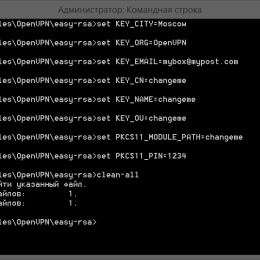 Администратор: Командная строка
les\OpenVPN\easy-rsa>set KEY_CITY=Moscow
les\OpenVPN\easy-rsa>set KEY_ORG=OpenVPN
les\OpenVPN\easy-rsa>set KEY_EMAIL=mybox@mypost.com
les\OpenVPN\easy-rsa>set KEY_CN=changeme
les\OpenVPN\easy-rsa>set KEY_NAME=changeme
les\OpenVPN\easy-rsa>set KEY_OU=changeme
les\OpenVPN\easy-rsa>set PKCS11_MODULE_PATH=changeme
les\OpenVPN\easy-rsa>set PKCS11_PIN=1234
les\OpenVPN\easy-rsa>clean-all
йти указанный файл.
айлов: 1.
айлов: 1.
les\OpenVPN\easy-rsa>